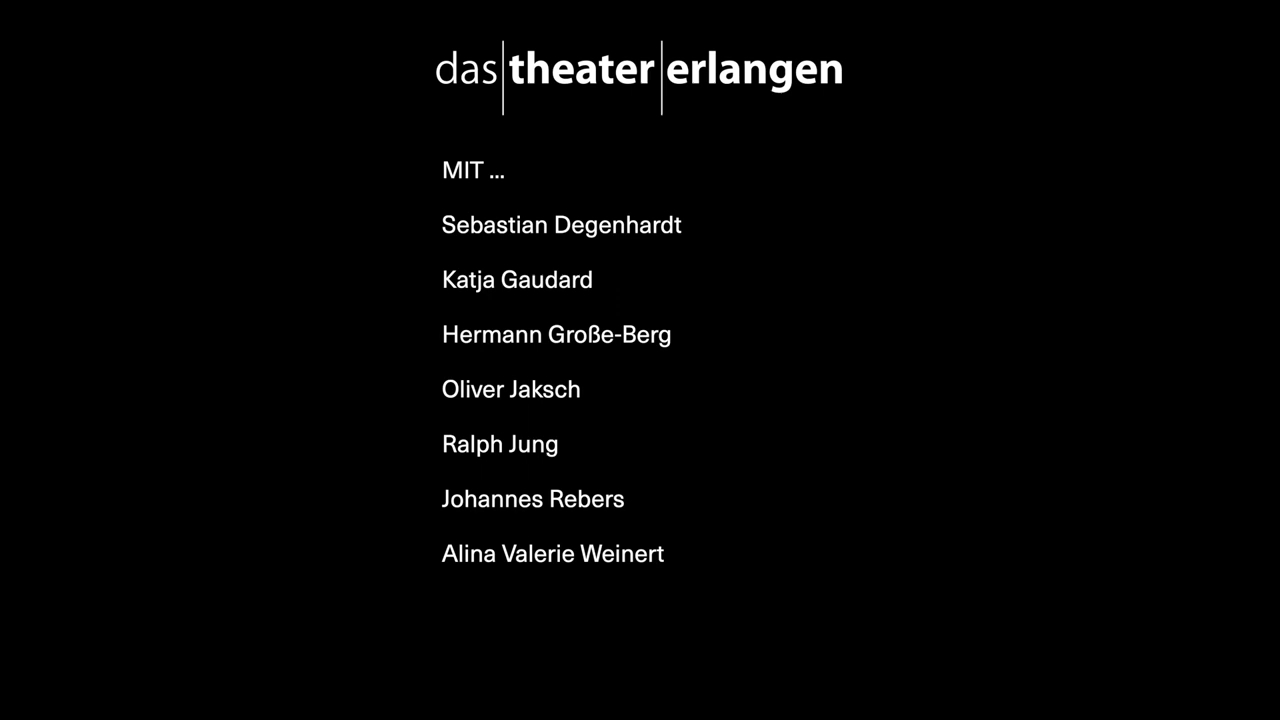 das|theater|erlangen
MIT ...
Sebastian Degenhardt
Katja Gaudard
Hermann Große-Berg
Oliver Jaksch
Ralph Jung
Johannes Rebers
Alina Valerie Weinert